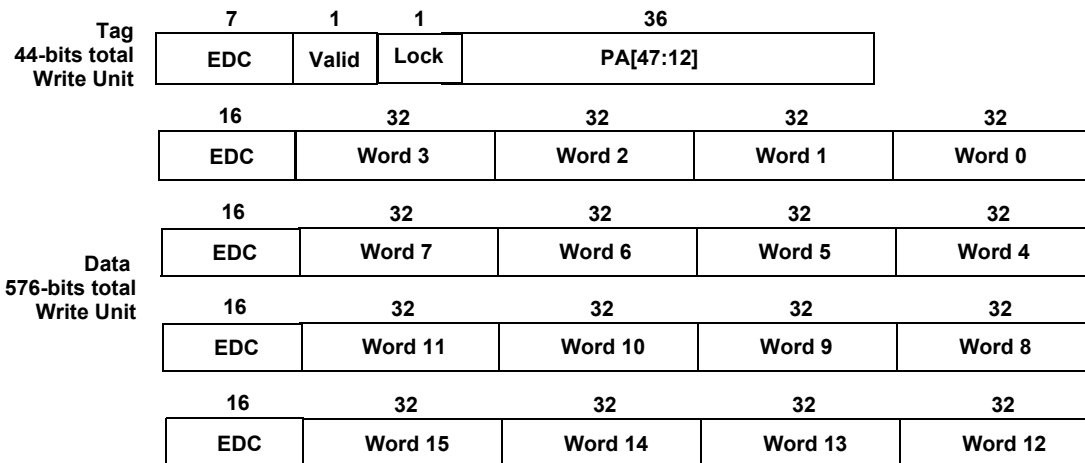 7 1 1 36
Tag
44-bits total
Write Unit
EDC Valid Lock PA[47:12]
16 32 32 32 32
EDC Word 3 Word 2 Word 1 Word 0
16 32 32 32 32
EDC Word 7 Word 6 Word 5 Word 4
Data
576-bits total
Write Unit
16 32 32 32 32
EDC Word 11 Word 10 Word 9 Word 8
16 32 32 32 32
EDC Word 15 Word 14 Word 13 Word 12